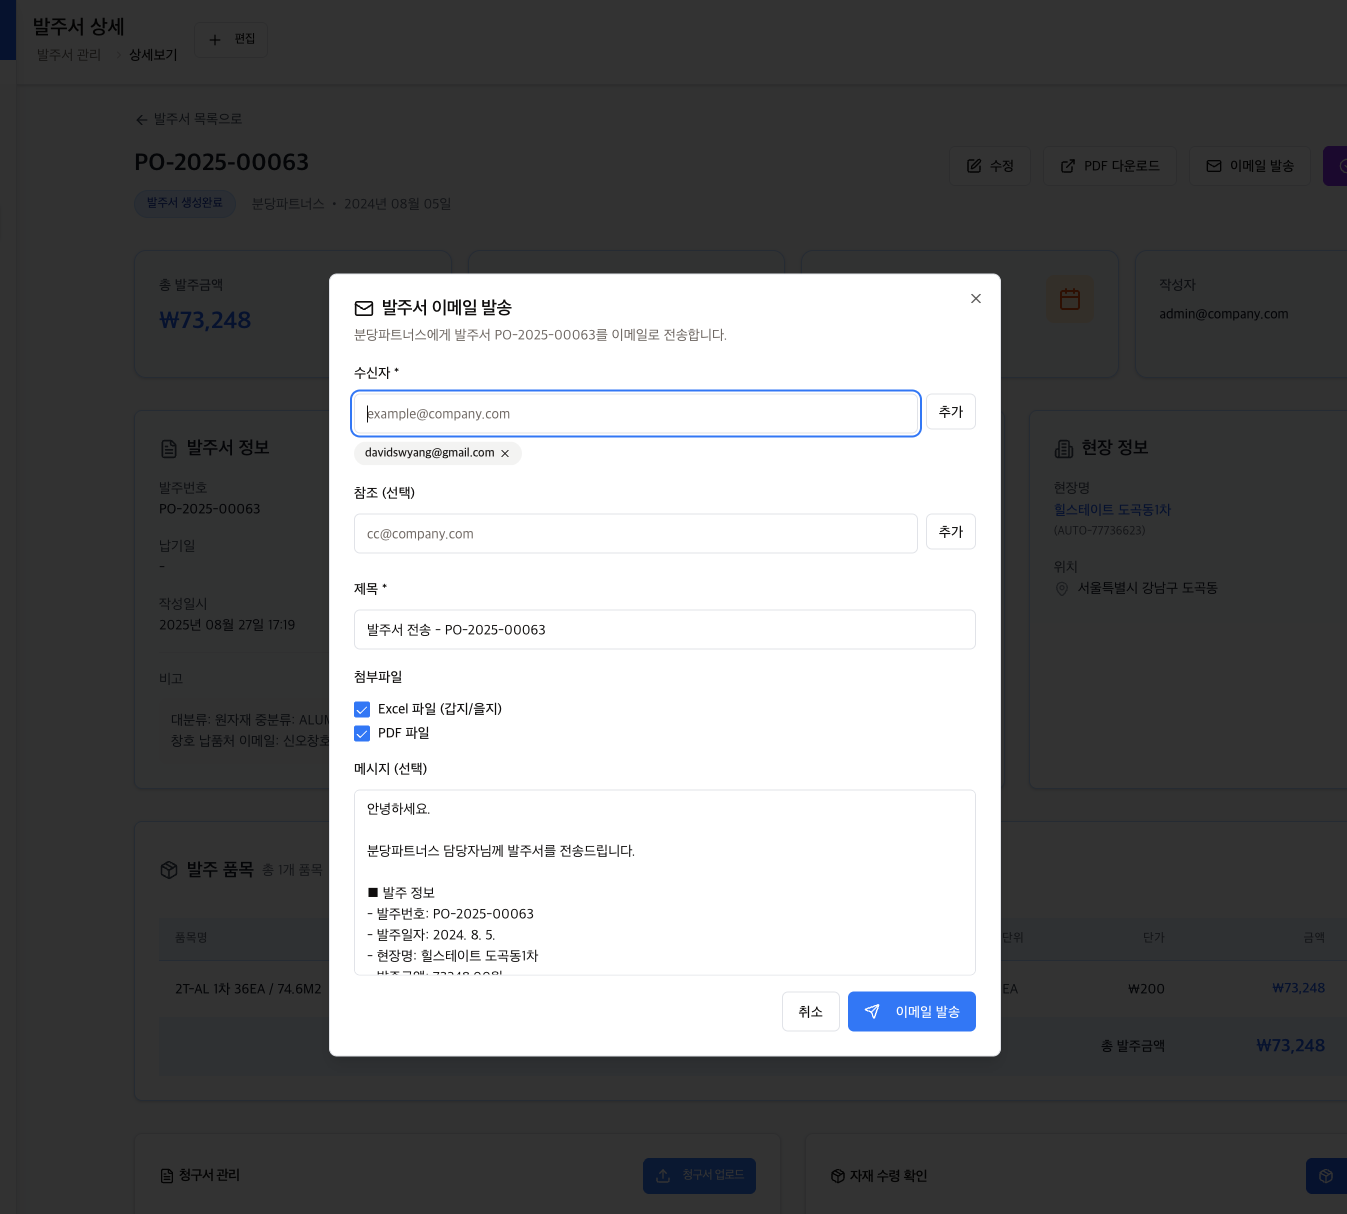 발주서 상세
발주서 관리 상세보기
편집
발주서 목록으로
PO-2025-00063
수정
PDF 다운로드
이메일 발송
발주서 생성완료
분당파트너스 • 2024년 08월 05일
총 발주금액
₩73,248
작성자
admin@company.com
발주서 이메일 발송
분당파트너스에게 발주서 PO-2025-00063를 이메일로 전송합니다.
수신자 *
example@company.com
추가
davidswyang@gmail.com
참조 (선택)
cc@company.com
추가
제목 *
발주서 전송 - PO-2025-00063
첨부파일
Excel 파일 (갑지/을지)
PDF 파일
메시지 (선택)
안녕하세요.
분당파트너스 담당자님께 발주서를 전송드립니다.
■ 발주 정보
- 발주번호: PO-2025-00063
- 발주일자: 2024. 8. 5.
- 현장명: 힐스테이트 도곡동1차
취소
이메일 발송
발주서 정보
발주번호
PO-2025-00063
납기일
-
작성일시
2025년 08월 27일 17:19
비고
대분류: 원자재 중분류: ALUM
창호 납품처 이메일: 신오창호
현장 정보
현장명
힐스테이트 도곡동1차
(AUTO-77736623)
위치
서울특별시 강남구 도곡동
발주 품목 총 1개 품목
품목명
단위
단가
금액
2T-AL 1차 36EA / 74.6M2
EA
₩200
₩73,248
총 발주금액
₩73,248
청구서 관리
청구서 업로드
자재 수령 확인